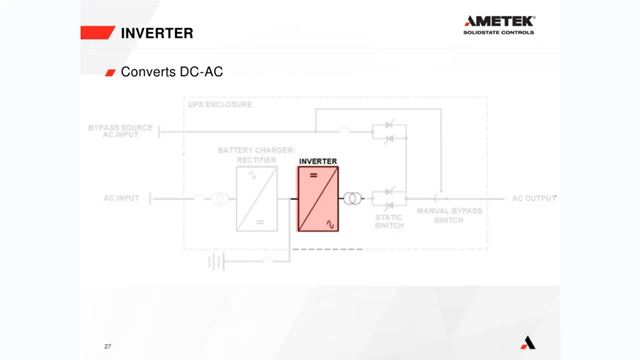 INVERTER
AMETEK
SOLIDSTATE CONTROLS
Converts DC-AC
UPS ENCLOSURE
BYPASS SOURCE
AC INPUT
BATTERY CHARGER/
RECTIFIER
INVERTER
AC INPUT
STATIC
SWITCH
MANUAL BYPASS
SWITCH
AC OUTPUT
27